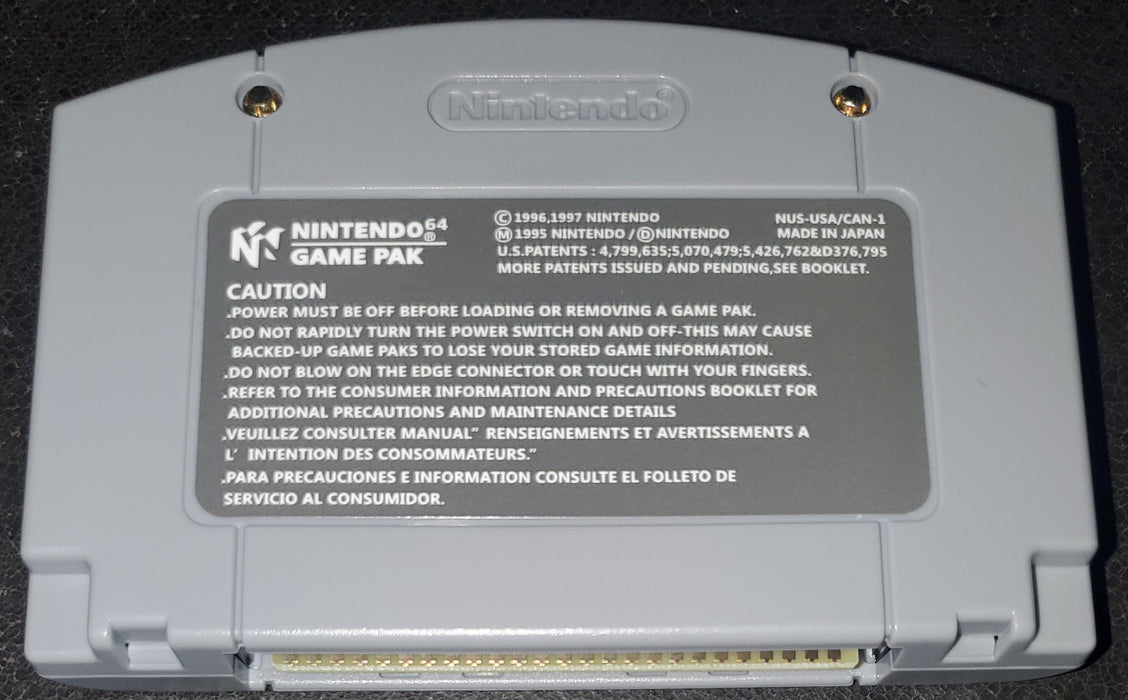 Nintendo®
NINTENDO 64®
GAME PAK
Ⓒ1996,1997 NINTENDO
Ⓜ1995 NINTENDO /ⒹNINTENDO
NUS-USA/CAN-1
MADE IN JAPAN
U.S.PATENTS : 4,799,635;5,070,479;5,426,762&D376,795
MORE PATENTS ISSUED AND PENDING,SEE BOOKLET.
CAUTION
.POWER MUST BE OFF BEFORE LOADING OR REMOVING A GAME PAK.
.DO NOT RAPIDLY TURN THE POWER SWITCH ON AND OFF-THIS MAY CAUSE
BACKED-UP GAME PAKS TO LOSE YOUR STORED GAME INFORMATION.
.DO NOT BLOW ON THE EDGE CONNECTOR OR TOUCH WITH YOUR FINGERS.
.REFER TO THE CONSUMER INFORMATION AND PRECAUTIONS BOOKLET FOR
ADDITIONAL PRECAUTIONS AND MAINTENANCE DETAILS
.VEUILLEZ CONSULTER MANUAL" RENSEIGNEMENTS ET AVERTISSEMENTS A
L' INTENTION DES CONSOMMATEURS."
.PARA PRECAUCIONES E INFORMATION CONSULTE EL FOLLETO DE
SERVICIO AL CONSUMIDOR.